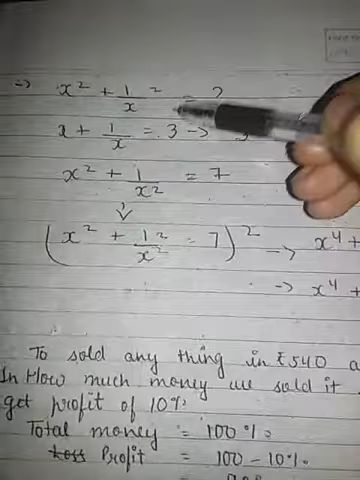 → x² + 1/x² = ?
x + 1/x = 3 →
x² + 1/x² = 7
(x² + 1²/x² = 7)² → x⁴ +
→ x⁴ +
To sold any thing in ₹540 a
In How much money we sold it
get profit of 10%
Total money = 100%
Profit = 100 - 10%